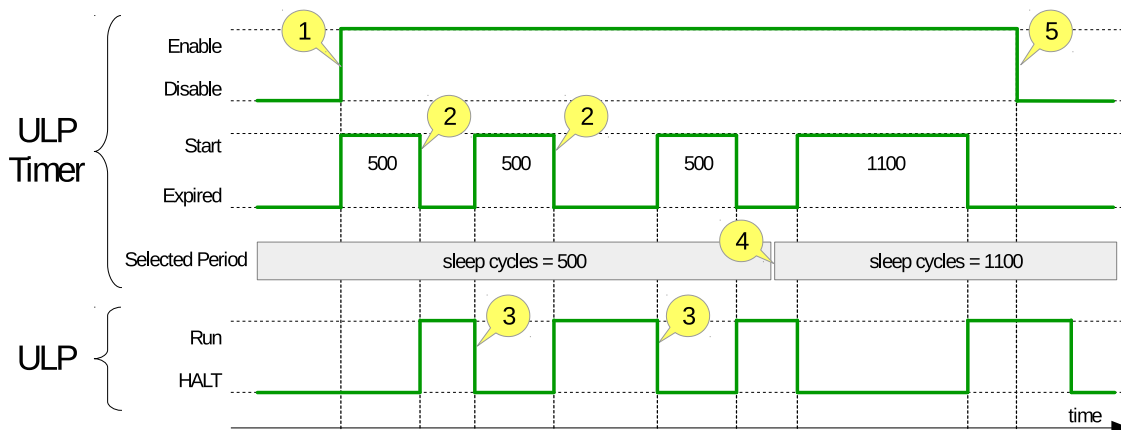 1
5
Enable
Disable
2
2
ULP
Timer
Start
Expired
500
500
500
1100
4
Selected Period
sleep cycles = 500
sleep cycles = 1100
3
3
ULP
Run
HALT
time